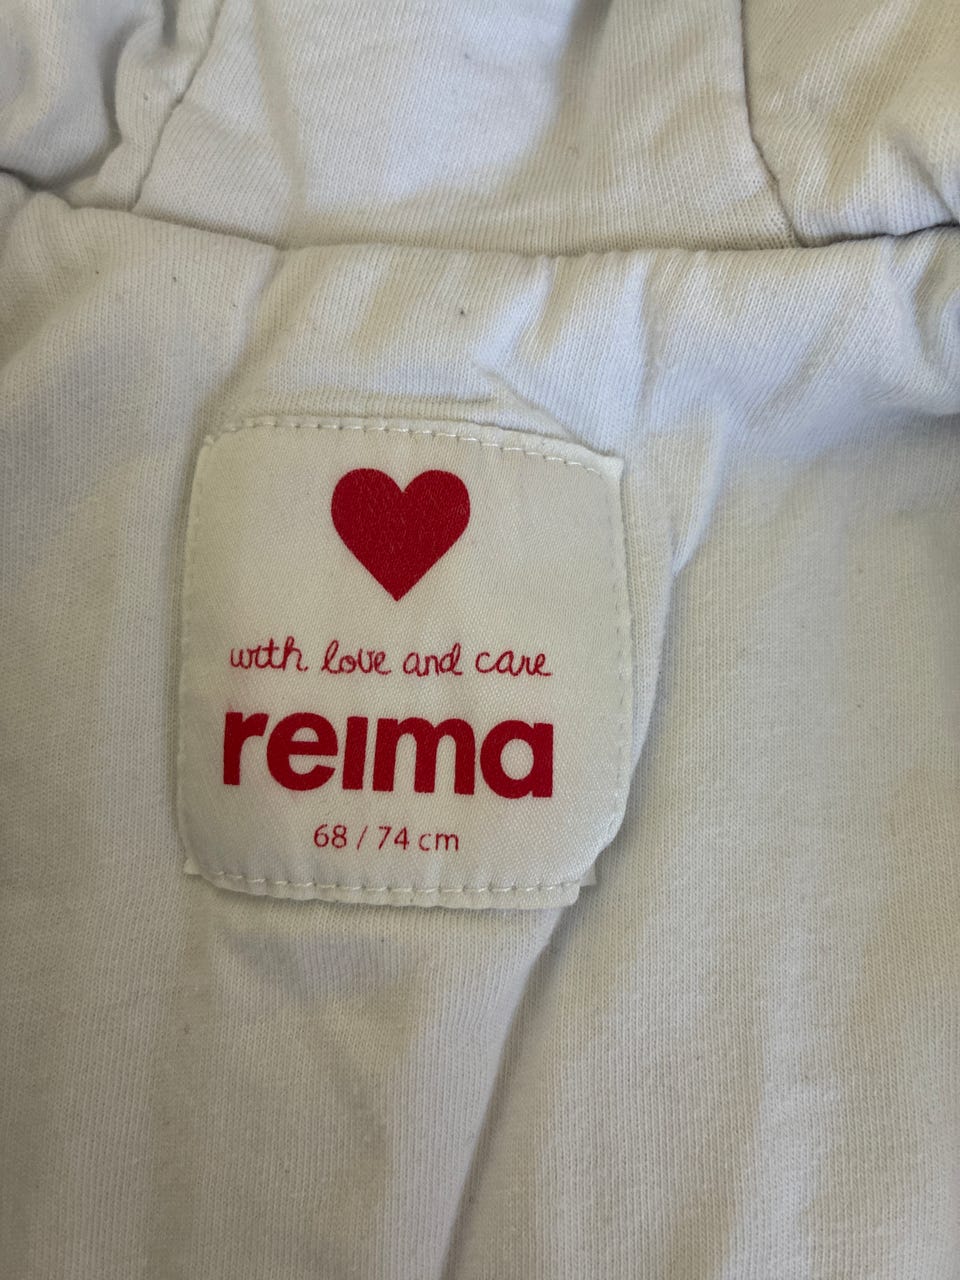 with love and care
reima
68 / 74 cm